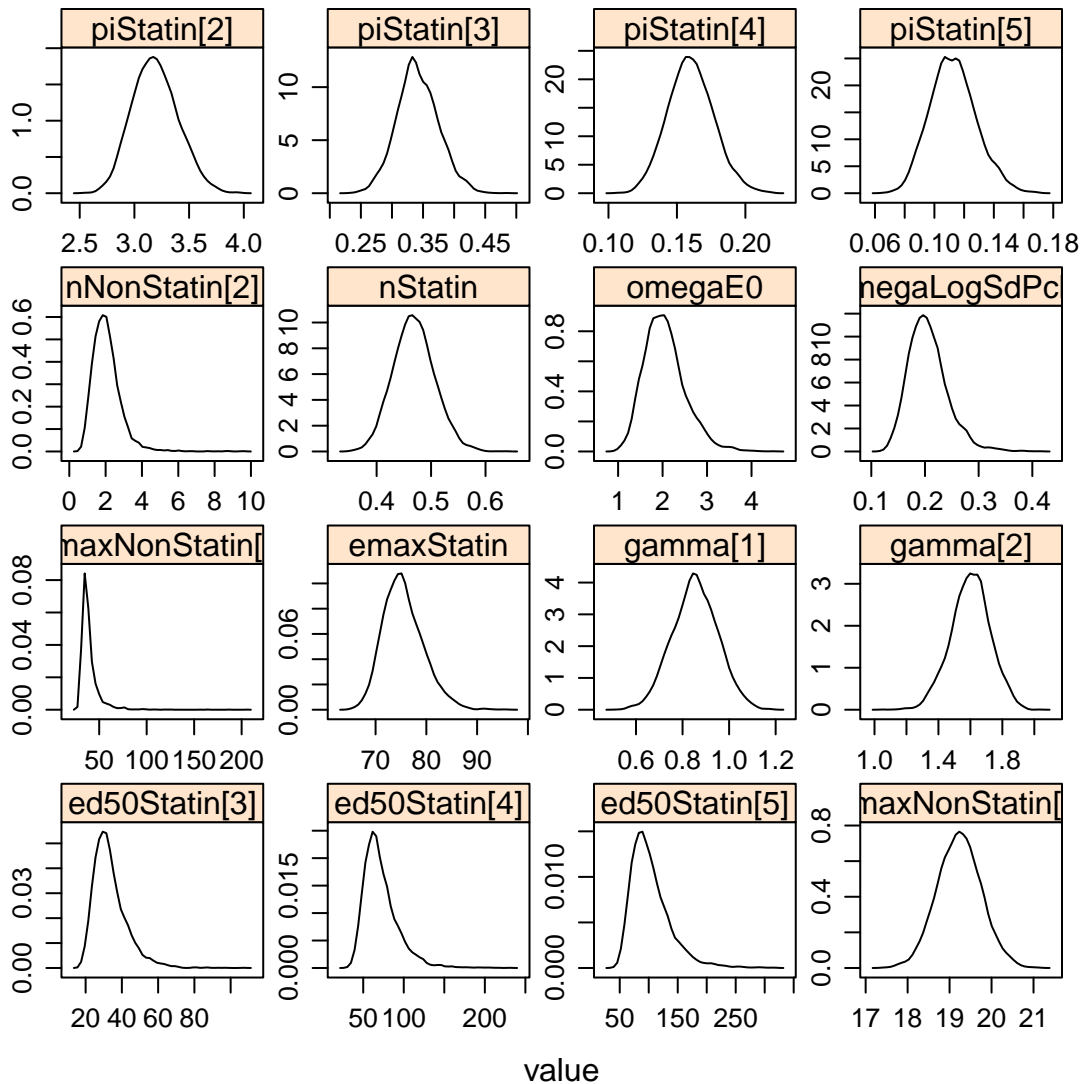 piStatin[2] piStatin[3] piStatin[4] piStatin[5]
0.0 1.0 0 5 10 0 5 10 20 0 5 10 20
2.5 3.0 3.5 4.0 0.25 0.35 0.45 0.10 0.15 0.20 0.06 0.10 0.14 0.18
nNonStatin[2] nStatin omegaE0 megaLogSdPc
0.0 0.2 0.4 0.6 0 2 4 6 8 10 0.0 0.4 0.8 0 2 4 6 8 10
0 2 4 6 8 10 0.4 0.5 0.6 1 2 3 4 0.1 0.2 0.3 0.4
maxNonStatin[ emaxStatin gamma[1] gamma[2]
0.00 0.04 0.08 0.00 0.06 0 1 2 3 4 0 1 2 3
50 100 150 200 70 80 90 0.6 0.8 1.0 1.2 1.0 1.4 1.8
ed50Statin[3] ed50Statin[4] ed50Statin[5] maxNonStatin[
0.00 0.03 0.000 0.015 0.000 0.010 0.0 0.4 0.8
20 40 60 80 50 100 200 50 150 250 17 18 19 20 21
value